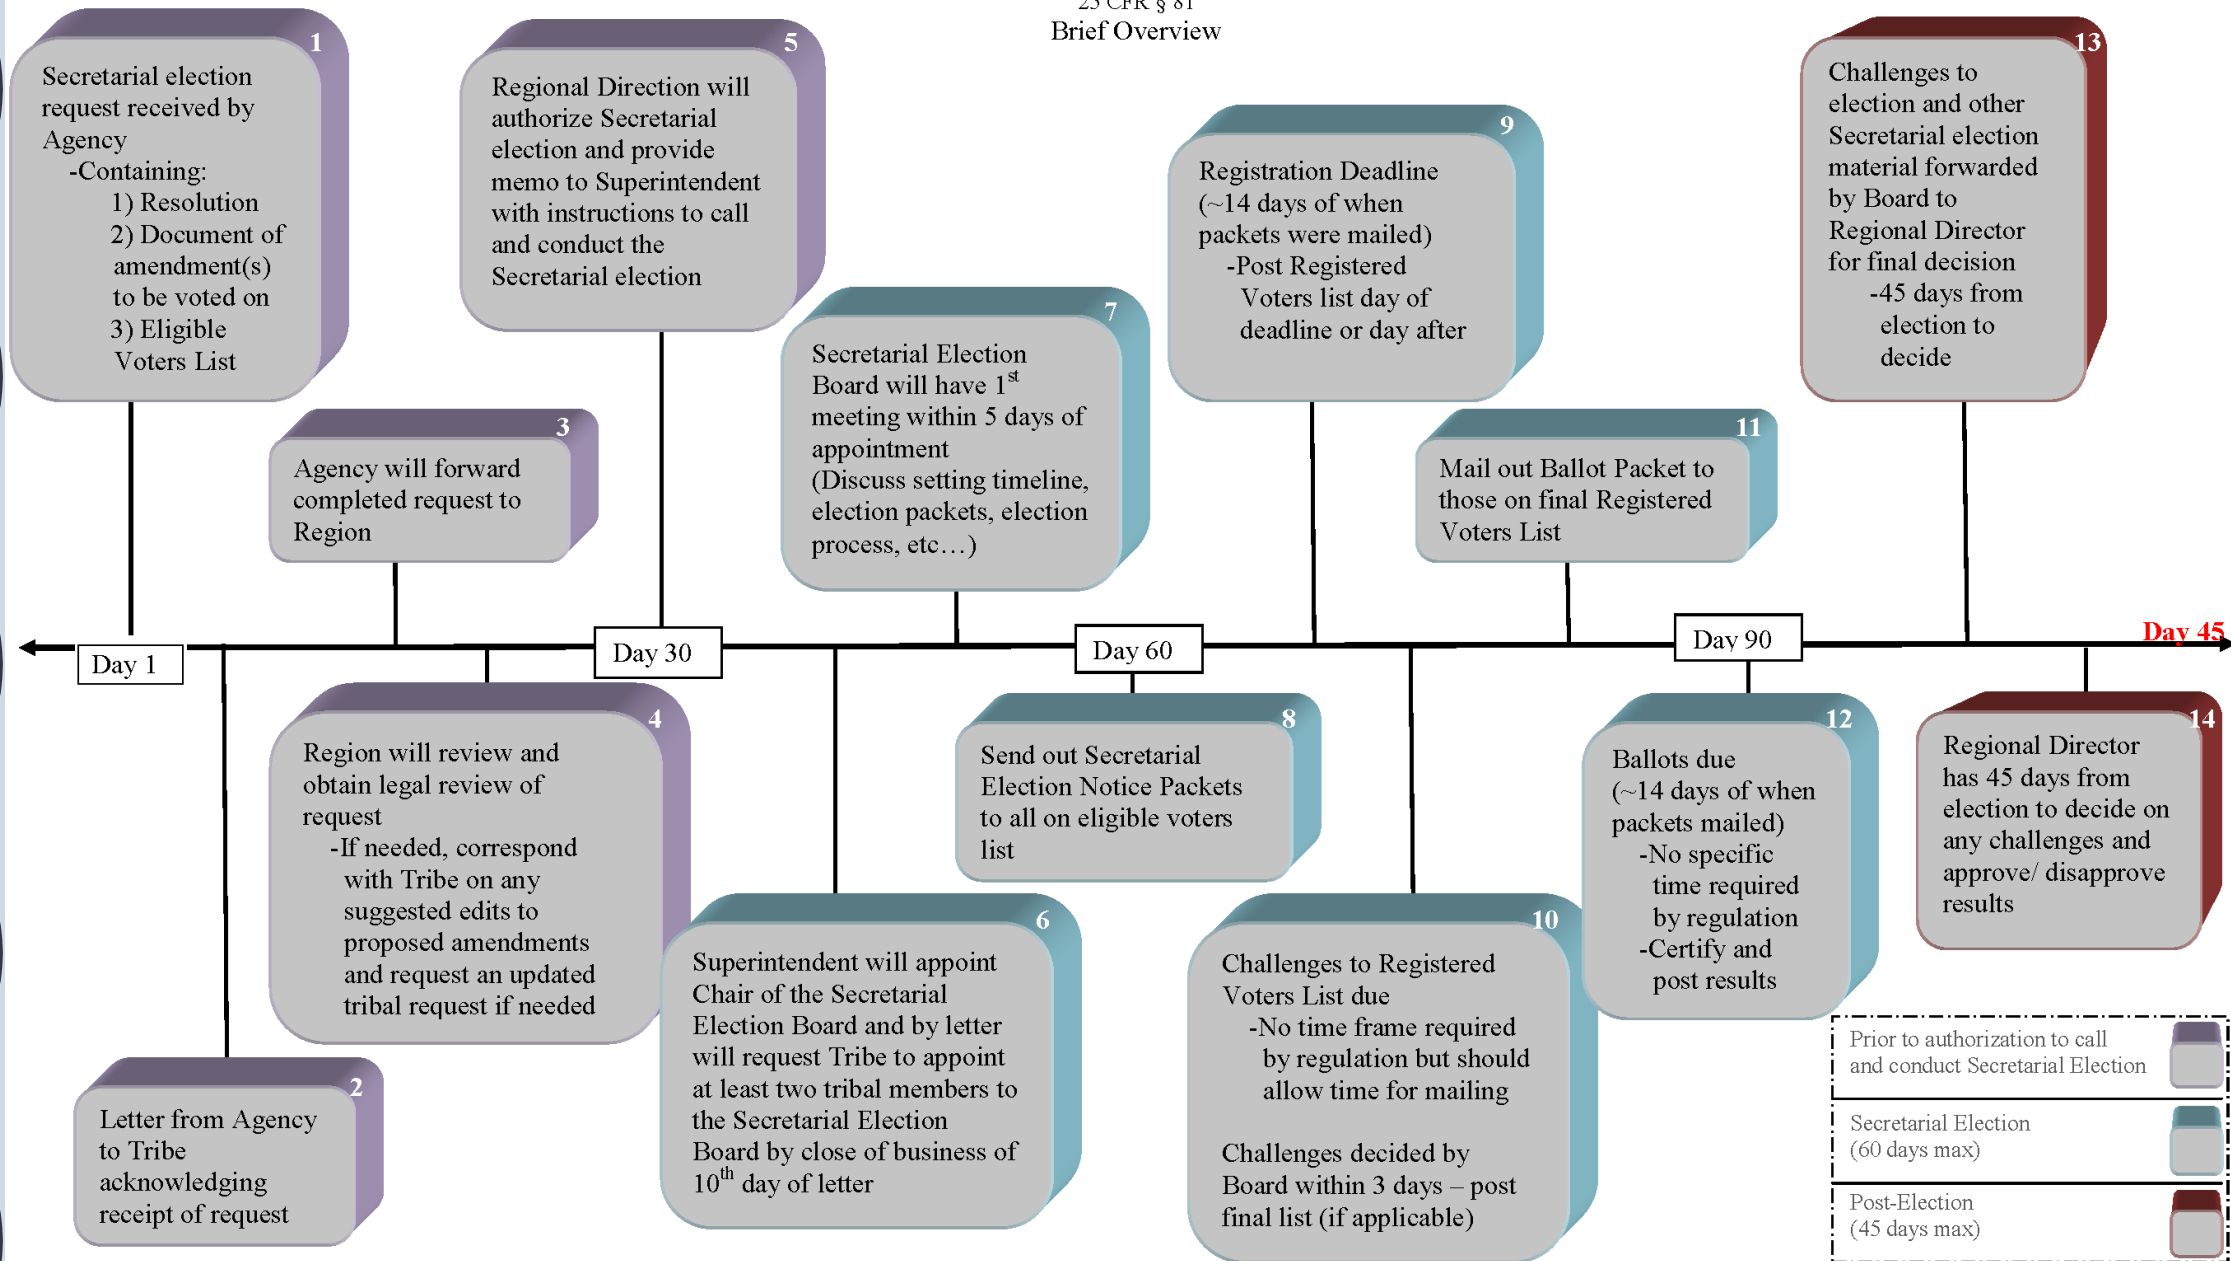 25 CFR § 81
Brief Overview
1
Secretarial election
request received by
Agency
-Containing:
1) Resolution
2) Document of
amendment(s)
to be voted on
3) Eligible
Voters List
5
Regional Direction will
authorize Secretarial
election and provide
memo to Superintendent
with instructions to call
and conduct the
Secretarial election
9
Registration Deadline
(~14 days of when
packets were mailed)
-Post Registered
Voters list day of
deadline or day after
13
Challenges to
election and other
Secretarial election
material forwarded
by Board to
Regional Director
for final decision
-45 days from
election to
decide
3
Agency will forward
completed request to
Region
7
Secretarial Election
Board will have 1st
meeting within 5 days of
appointment
(Discuss setting timeline,
election packets, election
process, etc…)
11
Mail out Ballot Packet to
those on final Registered
Voters List
Day 1
Day 30
Day 60
Day 90
Day 45
4
Region will review and
obtain legal review of
request
-If needed, correspond
with Tribe on any
suggested edits to
proposed amendments
and request an updated
tribal request if needed
8
Send out Secretarial
Election Notice Packets
to all on eligible voters
list
12
Ballots due
(~14 days of when
packets mailed)
-No specific
time required
by regulation
-Certify and
post results
14
Regional Director
has 45 days from
election to decide on
any challenges and
approve/ disapprove
results
2
Letter from Agency
to Tribe
acknowledging
receipt of request
6
Superintendent will appoint
Chair of the Secretarial
Election Board and by letter
will request Tribe to appoint
at least two tribal members to
the Secretarial Election
Board by close of business of
10th day of letter
10
Challenges to Registered
Voters List due
-No time frame required
by regulation but should
allow time for mailing
Challenges decided by
Board within 3 days – post
final list (if applicable)
Prior to authorization to call
and conduct Secretarial Election
Secretarial Election
(60 days max)
Post-Election
(45 days max)